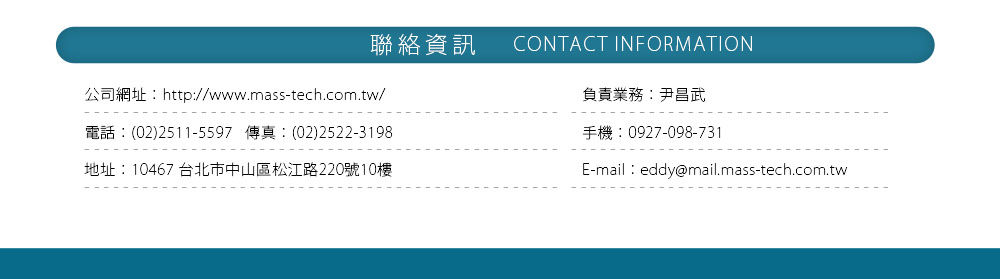 聯絡資訊 CONTACT INFORMATION
公司網址：http://www.mass-tech.com.tw/
負責業務：尹昌武
電話：(02)2511-5597 傳真：(02)2522-3198
手機：0927-098-731
地址：10467 台北市中山區松江路220號10樓
E-mail：eddy@mail.mass-tech.com.tw